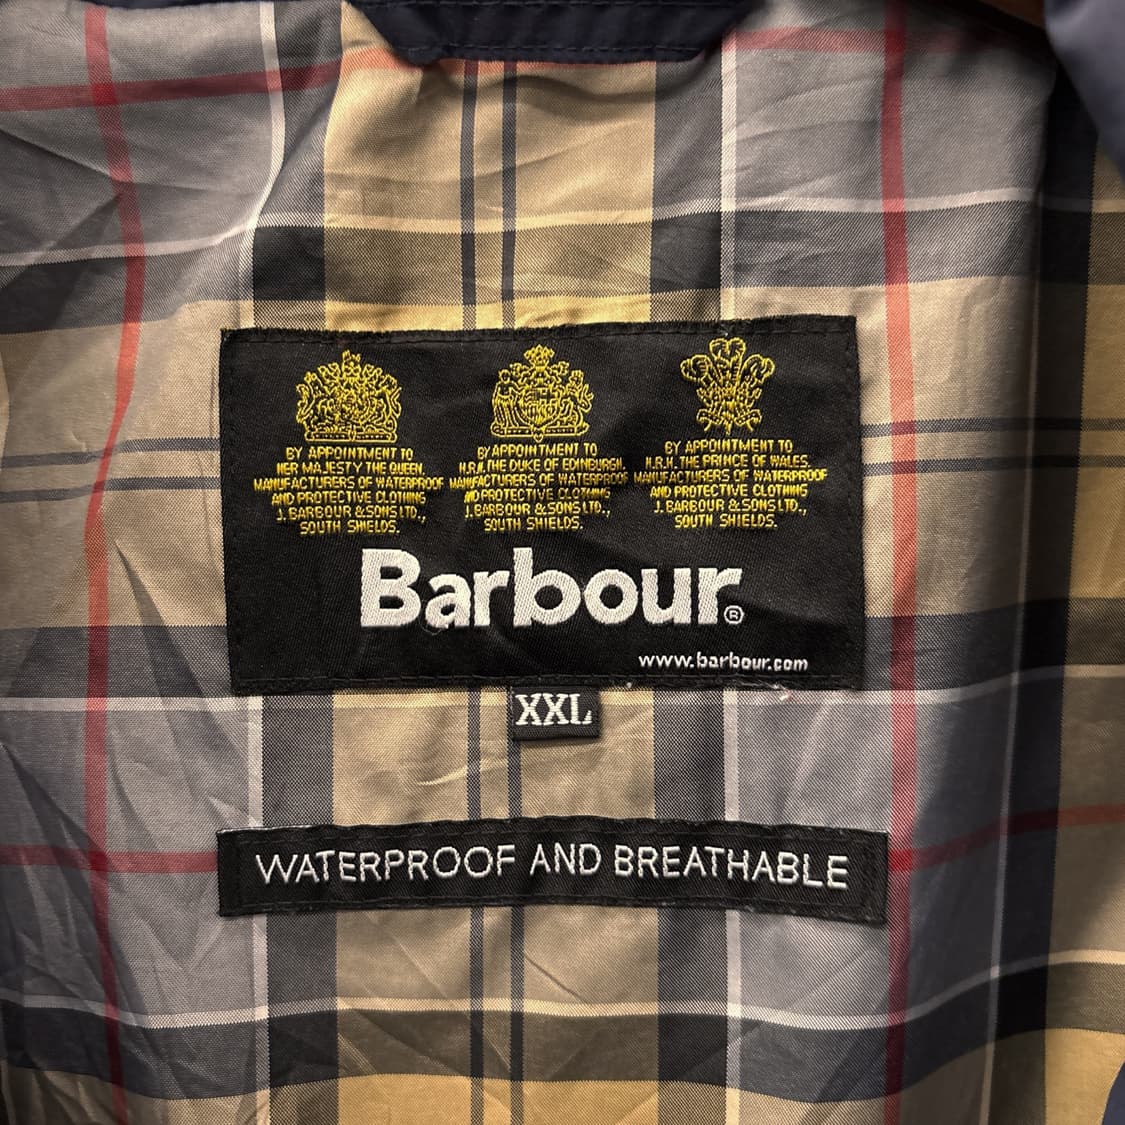 BY APPOINTMENT TO
HER MAJESTY THE QUEEN.
MANUFACTURERS OF WATERPROOF
AND PROTECTIVE CLOTHING
J. BARBOUR & SONS LTD.,
SOUTH SHIELDS.
BY APPOINTMENT TO
H.R.H. THE DUKE OF EDINBURGH.
MANUFACTURERS OF WATERPROOF
AND PROTECTIVE CLOTHING
J. BARBOUR & SONS LTD.,
SOUTH SHIELDS.
BY APPOINTMENT TO
H.R.H. THE PRINCE OF WALES.
MANUFACTURERS OF WATERPROOF
AND PROTECTIVE CLOTHING
J. BARBOUR & SONS LTD.,
SOUTH SHIELDS.
Barbour®
www.barbour.com
XXL
WATERPROOF AND BREATHABLE